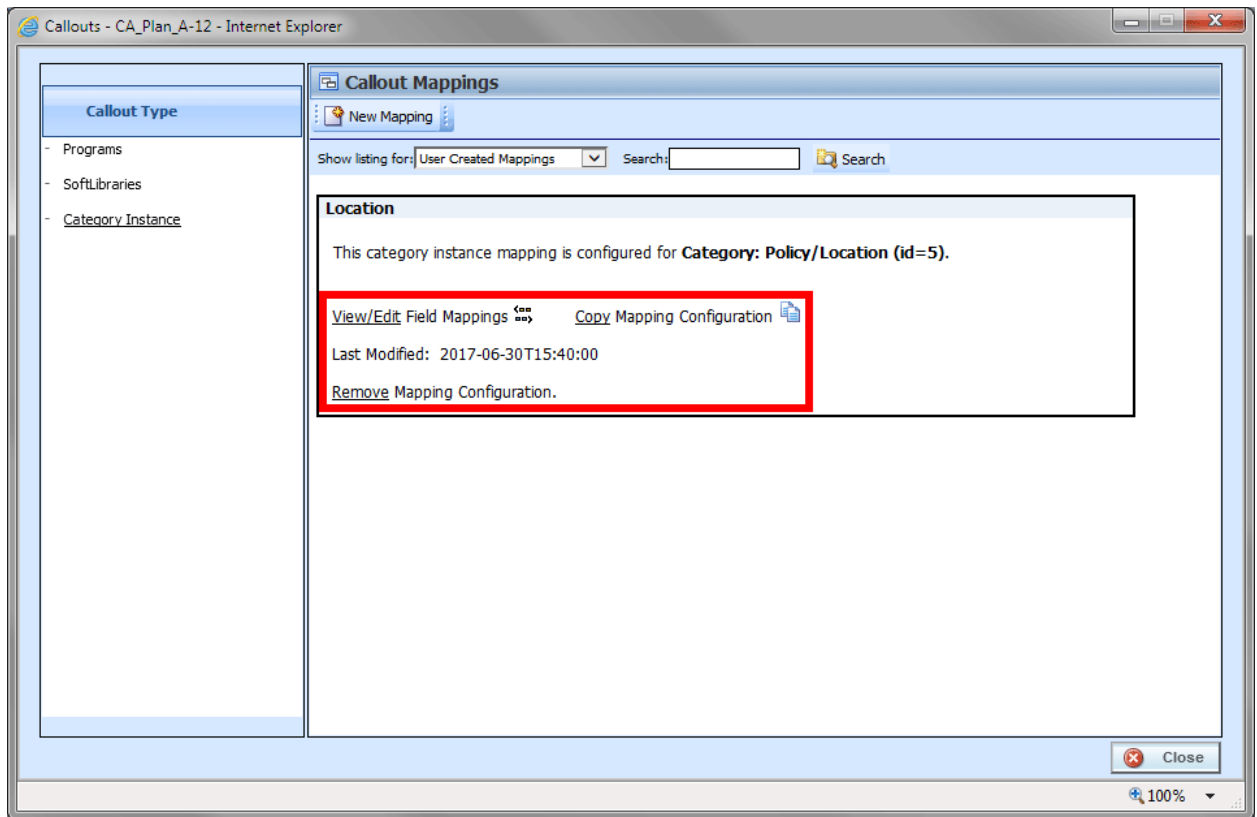 Callouts - CA_Plan_A-12 - Internet Explorer
Callout Type
- Programs
- SoftLibraries
- Category Instance
Callout Mappings
New Mapping
Show listing for: User Created Mappings Search: Search
Location
This category instance mapping is configured for Category: Policy/Location (id=5).
View/Edit Field Mappings Copy Mapping Configuration
Last Modified: 2017-06-30T15:40:00
Remove Mapping Configuration.
Close
100%